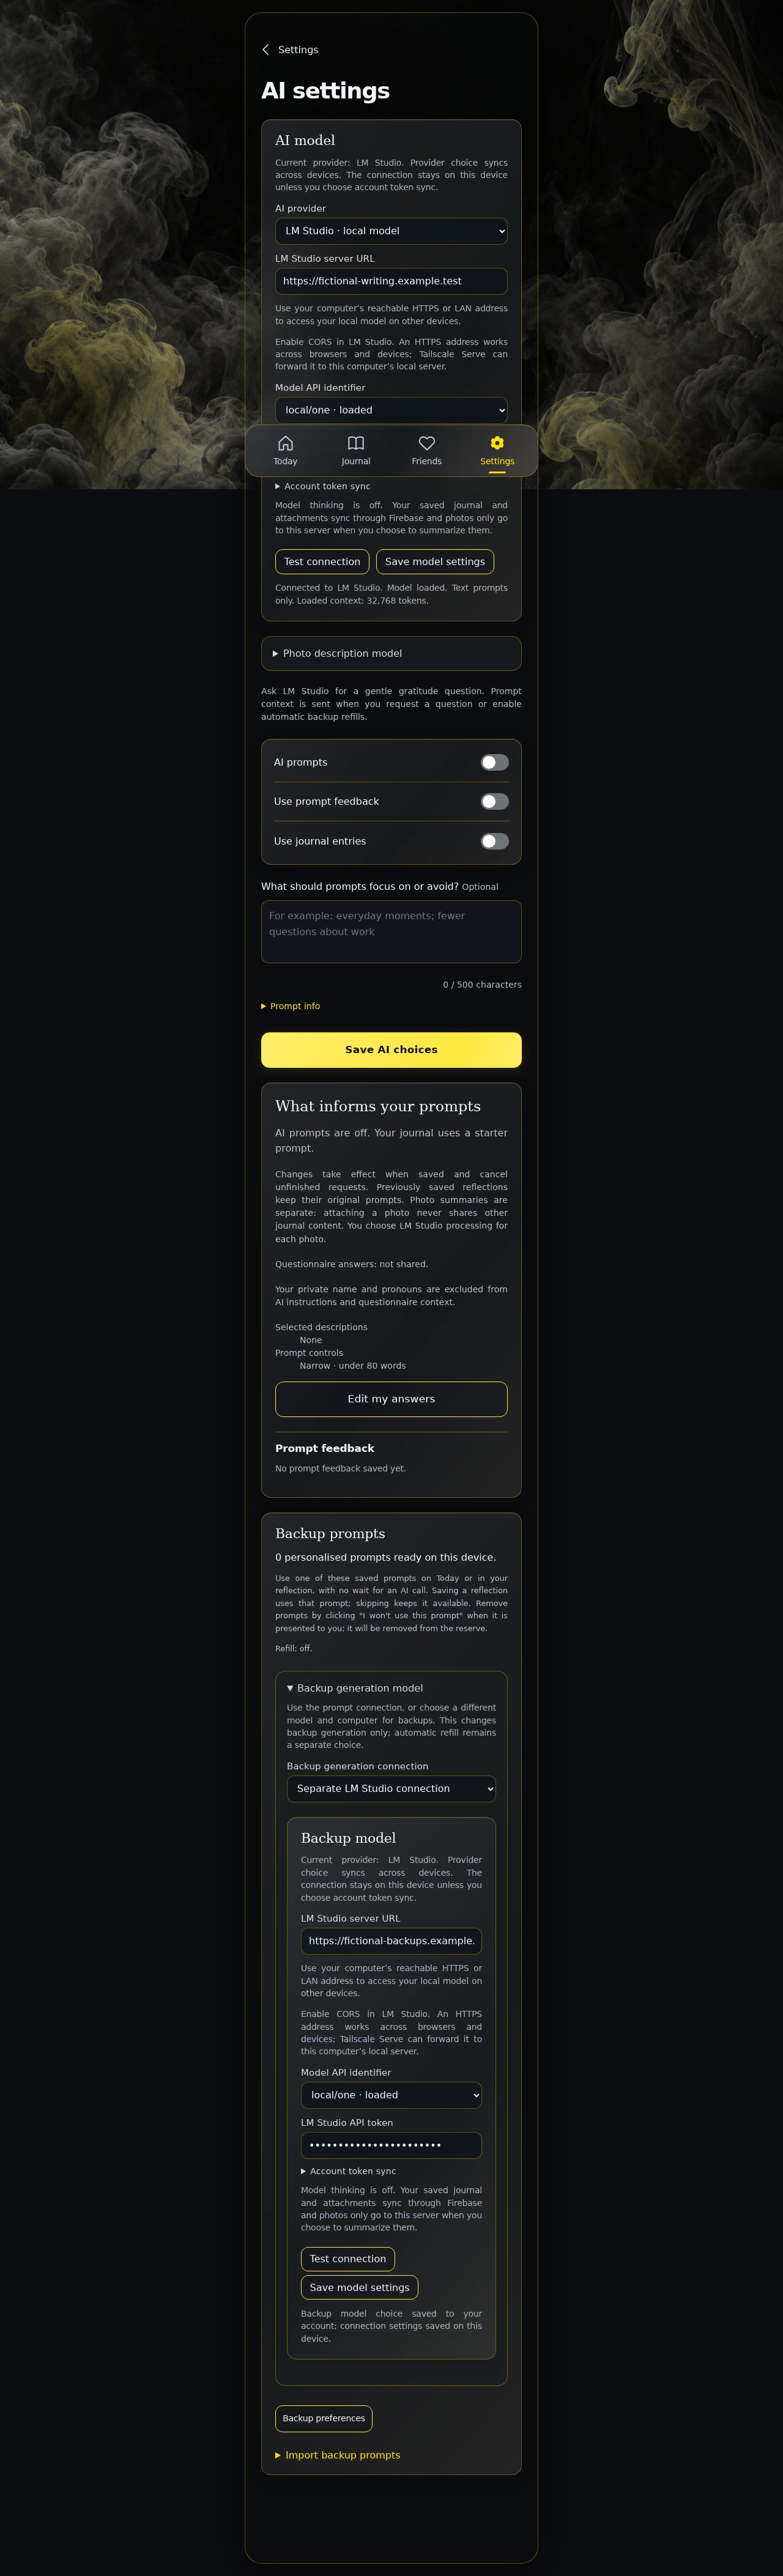 Settings
AI settings
AI model
Current provider: LM Studio. Provider choice syncs
across devices. The connection stays on this device
unless you choose account token sync.
AI provider
LM Studio · local model
LM Studio server URL
https://fictional-writing.example.test
Use your computer's reachable HTTPS or LAN address
to access your local model on other devices.
Enable CORS in LM Studio. An HTTPS address works
across browsers and devices; Tailscale Serve can
forward it to this computer's local server.
Model API identifier
local/one · loaded
Today
Journal
Friends
Settings
Account token sync
Model thinking is off. Your saved journal and
attachments sync through Firebase and photos only go
to this server when you choose to summarize them.
Test connection
Save model settings
Connected to LM Studio. Model loaded. Text prompts
only. Loaded context: 32,768 tokens.
Photo description model
Ask LM Studio for a gentle gratitude question. Prompt
context is sent when you request a question or enable
automatic backup refills.
AI prompts
Use prompt feedback
Use journal entries
What should prompts focus on or avoid? Optional
For example: everyday moments; fewer
questions about work
0 / 500 characters
Prompt info
Save AI choices
What informs your prompts
AI prompts are off. Your journal uses a starter
prompt.
Changes take effect when saved and cancel
unfinished requests. Previously saved reflections
keep their original prompts. Photo summaries are
separate: attaching a photo never shares other
journal content. You choose LM Studio processing for
each photo.
Questionnaire answers: not shared.
Your private name and pronouns are excluded from
AI instructions and questionnaire context.
Selected descriptions
None
Prompt controls
Narrow · under 80 words
Edit my answers
Prompt feedback
No prompt feedback saved yet.
Backup prompts
0 personalised prompts ready on this device.
Use one of these saved prompts on Today or in your
reflection, with no wait for an AI call. Saving a reflection
uses that prompt; skipping keeps it available. Remove
prompts by clicking "I won't use this prompt" when it is
presented to you; it will be removed from the reserve.
Refill: off.
Backup generation model
Use the prompt connection, or choose a different
model and computer for backups. This changes
backup generation only; automatic refill remains
a separate choice.
Backup generation connection
Separate LM Studio connection
Backup model
Current provider: LM Studio. Provider
choice syncs across devices. The
connection stays on this device unless you
choose account token sync.
LM Studio server URL
https://fictional-backups.example.
Use your computer's reachable HTTPS or
LAN address to access your local model on
other devices.
Enable CORS in LM Studio. An HTTPS
address works across browsers and
devices; Tailscale Serve can forward it to
this computer's local server.
Model API identifier
local/one · loaded
LM Studio API token
Account token sync
Model thinking is off. Your saved journal
and attachments sync through Firebase
and photos only go to this server when you
choose to summarize them.
Test connection
Save model settings
Backup model choice saved to your
account; connection settings saved on this
device.
Backup preferences
Import backup prompts